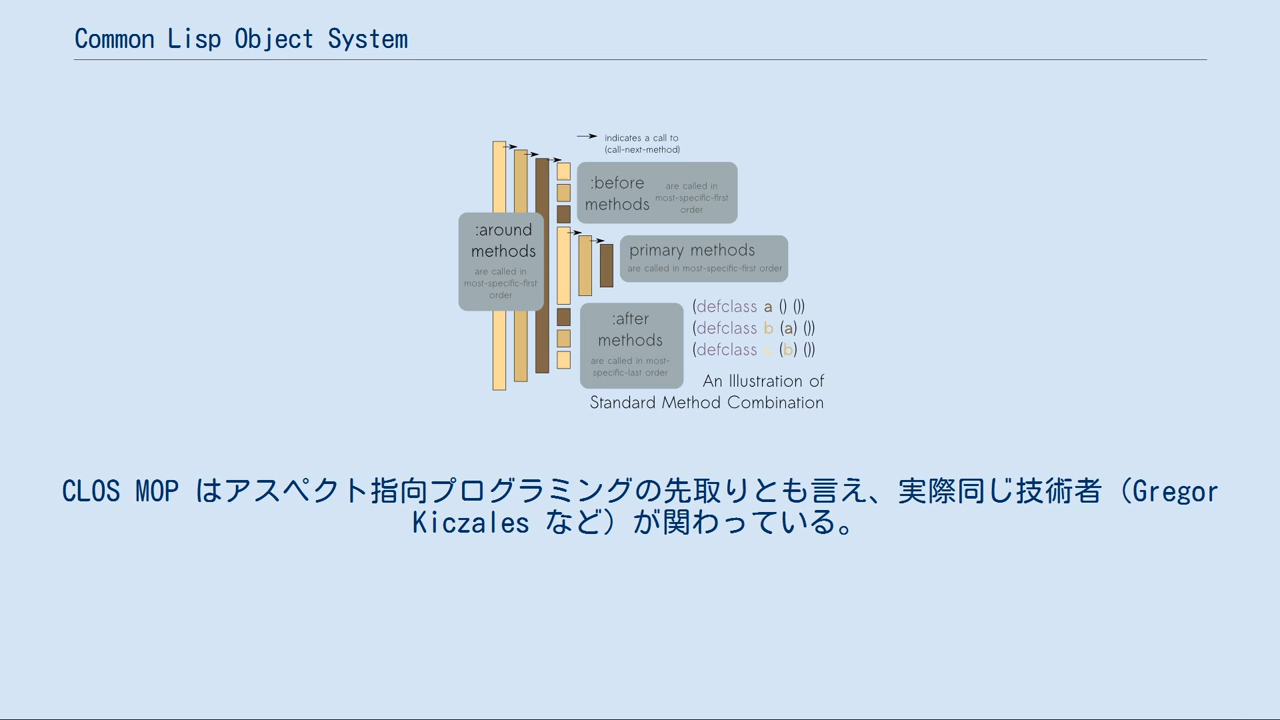 Common Lisp Object System
indicates a call to
(call-next-method)
:before
methods
are called in
most-specific-first
order
:around
methods
are called in
most-specific-first
order
primary methods
are called in most-specific-first order
:after
methods
are called in most-
specific-last order
(defclass a () ())
(defclass b (a) ())
(defclass c (b) ())
An Illustration of
Standard Method Combination
CLOS MOP はアスペクト指向プログラミングの先取りとも言え、実際同じ技術者（Gregor
Kiczales など）が関わっている。